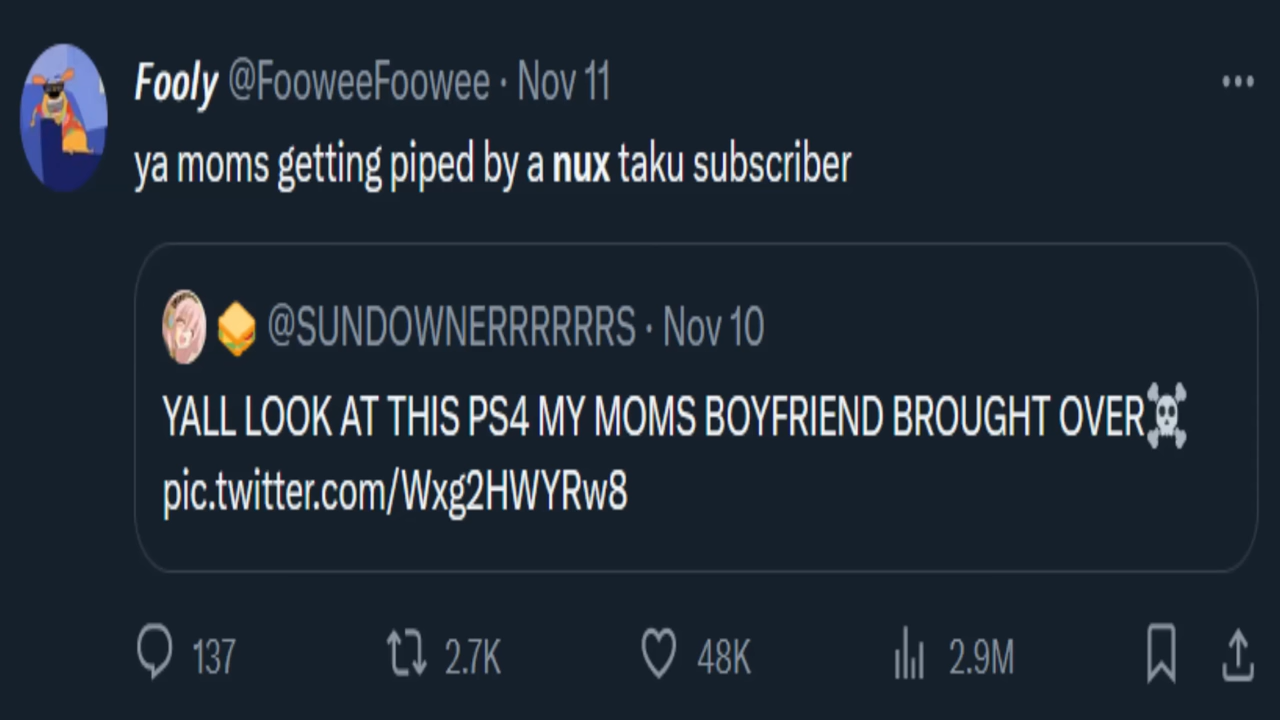 Fooly @FooweeFoowee · Nov 11
ya moms getting piped by a nux taku subscriber
@SUNDOWNERRRRRRS · Nov 10
YALL LOOK AT THIS PS4 MY MOMS BOYFRIEND BROUGHT OVER☠
pic.twitter.com/Wxg2HWYRw8
137 2.7K 48K 2.9M